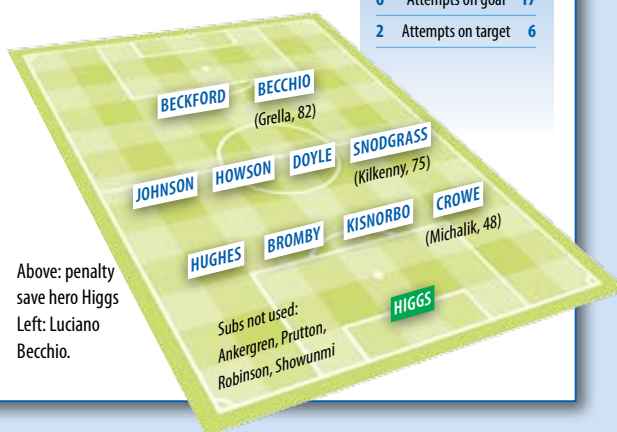 Attempts on goal 17
2 Attempts on target 6
BECKFORD BECCHIO
(Grella, 82)
JOHNSON HOWSON DOYLE SNODGRASS
(Kilkenny, 75)
HUGHES BROMBY KISNORBO CROWE
(Michalik, 48)
HIGGS
Above: penalty
save hero Higgs
Left: Luciano
Becchio.
Subs not used:
Ankergren, Prutton,
Robinson, Showunmi